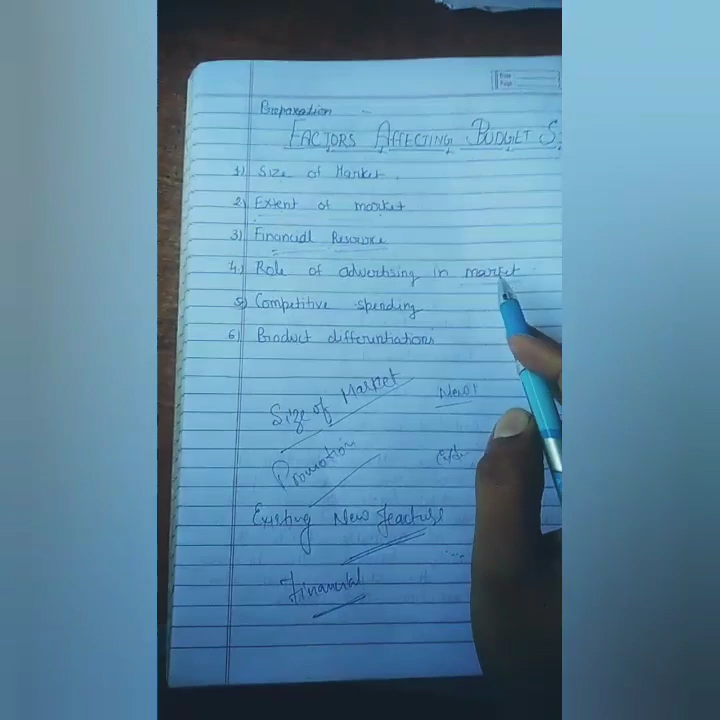 Preparation -
FACTORS AFFECTING BUDGET S
1) Size of Market.
2) Extent of market
3) Financial Resource
4) Role of advertising in market
5) Competitive spending
6) Product differentiations
Size of Market
New
Promotion
Existing New features
Financial